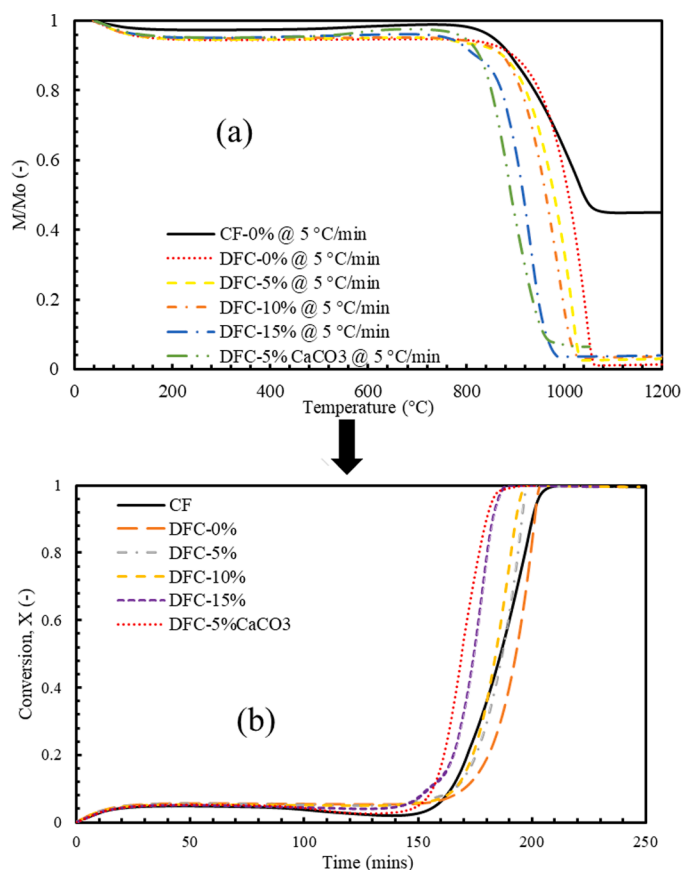 (a)
M/Mo (-)
1
0.8
0.6
0.4
0.2
0
CF-0% @ 5 °C/min
DFC-0% @ 5 °C/min
DFC-5% @ 5 °C/min
DFC-10% @ 5 °C/min
DFC-15% @ 5 °C/min
DFC-5% CaCO3 @ 5 °C/min
0 200 400 600 800 1000 1200
Temperature (°C)
Conversion, X (-)
1
0.8
0.6
0.4
0.2
0
CF
DFC-0%
DFC-5%
DFC-10%
DFC-15%
DFC-5%CaCO3
(b)
0 50 100 150 200 250
Time (mins)